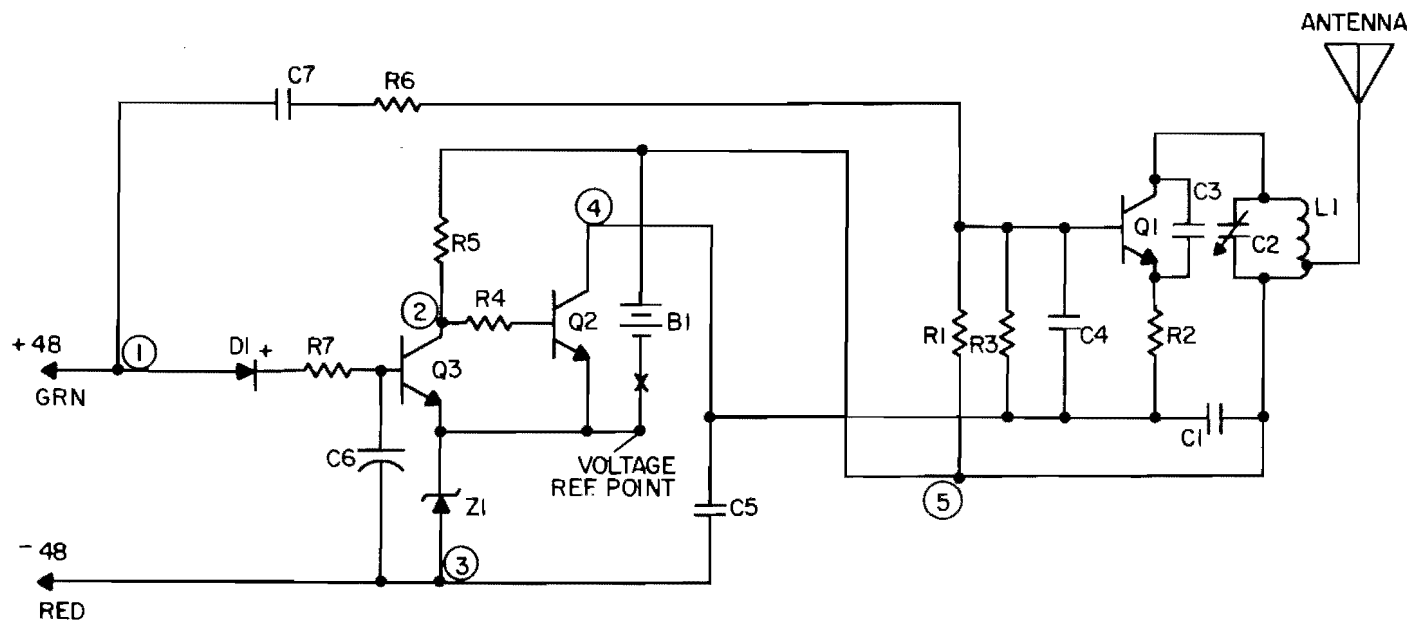 ANTENNA
C7
R6
C3
L1
Q1
C2
4
R5
2
R4
Q2
B1
R1
R3
C4
R2
+48
1
D1 +
R7
Q3
GRN
C1
C6
VOLTAGE
REF. POINT
Z1
C5
5
-48
3
RED